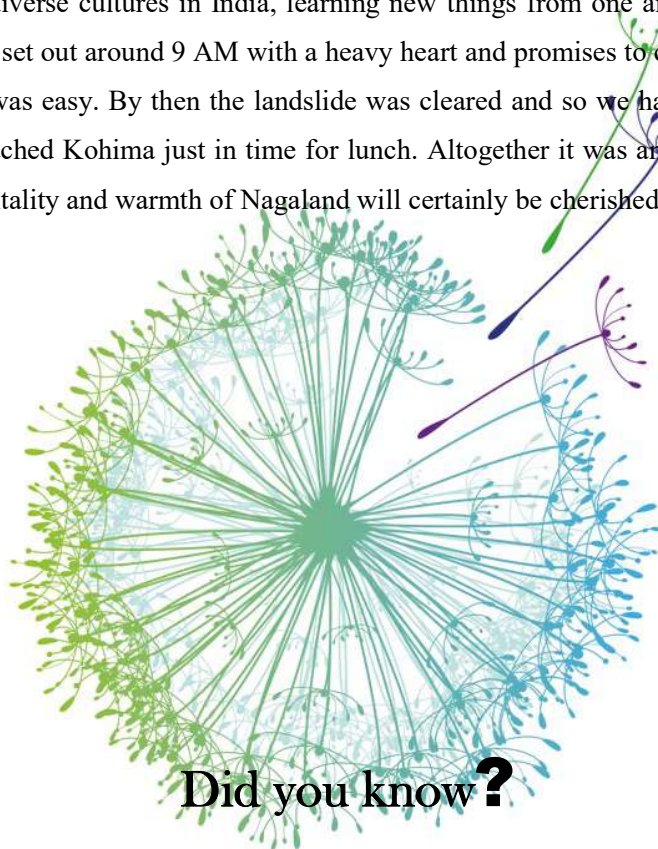 diverse cultures in India, learning new things from one
set out around 9 AM with a heavy heart and promises to
was easy. By then the landslide was cleared and so we
ched Kohima just in time for lunch. Altogether it was
tality and warmth of Nagaland will certainly be cherished
Did you know?